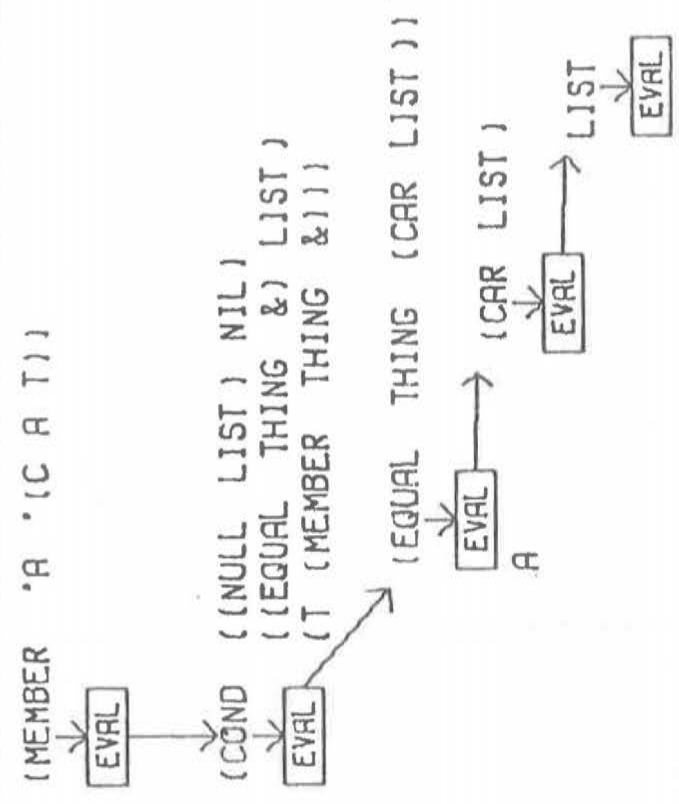 (MEMBER 'A '(C A T))
EVAL
(COND ((NULL LIST) NIL)
((EQUAL THING &) LIST)
(T (MEMBER THING &)))
EVAL
(EQUAL THING (CAR LIST))
EVAL
A
(CAR LIST)
EVAL
LIST
EVAL